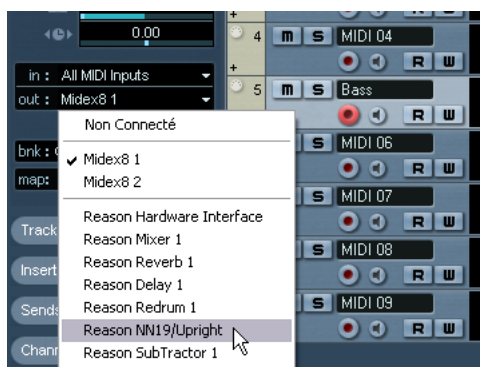 0.00
+
4 m S MIDI 04
R W
in : All MIDI Inputs
+
out : Midex8 1
5 m S Bass
R W
Non Connecté
bnk :
✓ Midex8 1
S MIDI 06
R W
map:
Midex8 2
S MIDI 07
R W
Reason Hardware Interface
Track
Reason Mixer 1
Reason Reverb 1
S MIDI 08
R W
Insert
Reason Delay 1
Sends
Reason Redrum 1
S MIDI 09
R W
Reason NN19/Upright
Chann
Reason SubTractor 1